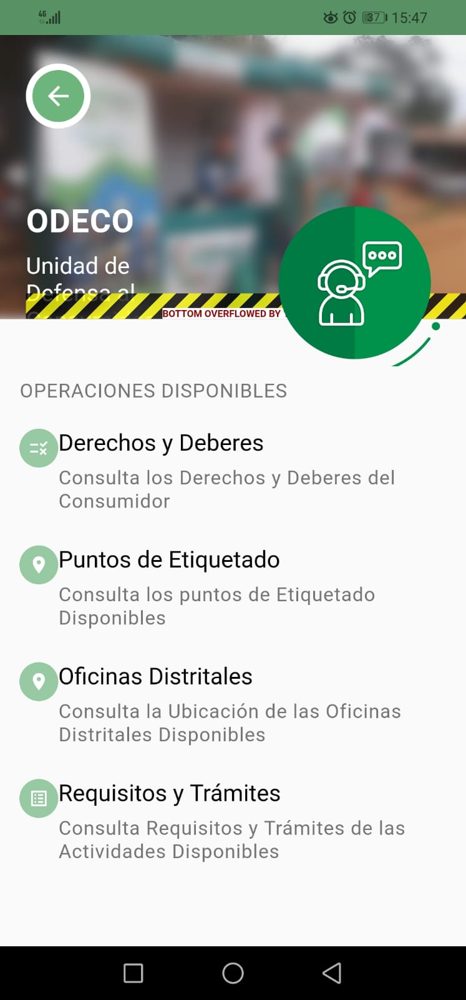 4G
37 15:47
ODECO
Unidad de
Defensa al
BOTTOM OVERFLOWED BY
OPERACIONES DISPONIBLES
Derechos y Deberes
Consulta los Derechos y Deberes del
Consumidor
Puntos de Etiquetado
Consulta los puntos de Etiquetado
Disponibles
Oficinas Distritales
Consulta la Ubicación de las Oficinas
Distritales Disponibles
Requisitos y Trámites
Consulta Requisitos y Trámites de las
Actividades Disponibles